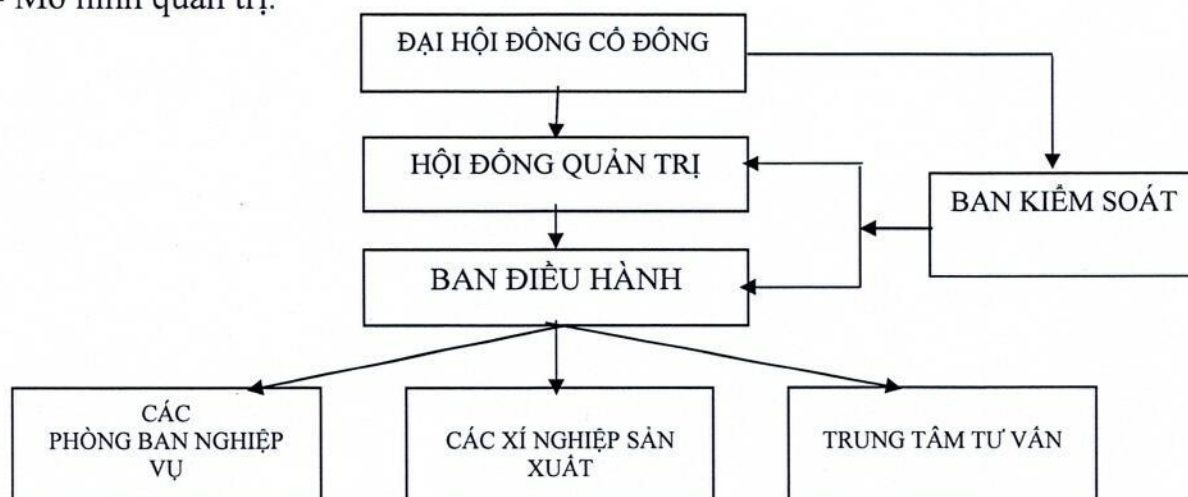 - Mô hình quản trị:
ĐẠI HỘI ĐỒNG CỔ ĐÔNG
HỘI ĐỒNG QUẢN TRỊ
BAN KIỂM SOÁT
BAN ĐIỀU HÀNH
CÁC
PHÒNG BAN NGHIỆP
VỤ
CÁC XÍ NGHIỆP SẢN
XUẤT
TRUNG TÂM TƯ VẤN